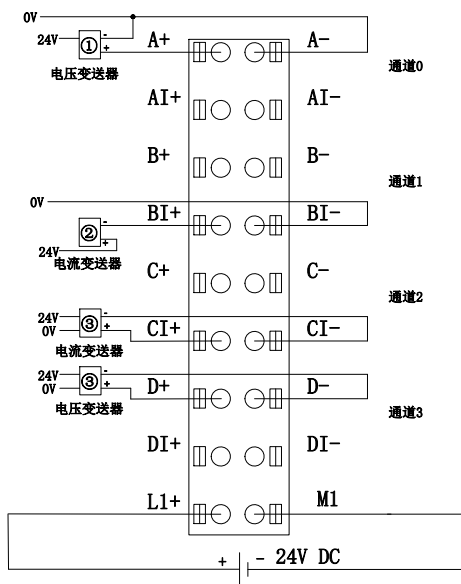 0V
24V ① - + A+ A-
电压变送器 通道0
AI+ AI-
B+ B-
通道1
0V
BI+ BI-
② - +
24V
电流变送器
C+ C-
通道2
24V ③ - CI+ CI-
0V +
电流变送器
24V ③ - D+ D-
0V +
电压变送器 通道3
DI+ DI-
L1+ M1
+ - 24V DC